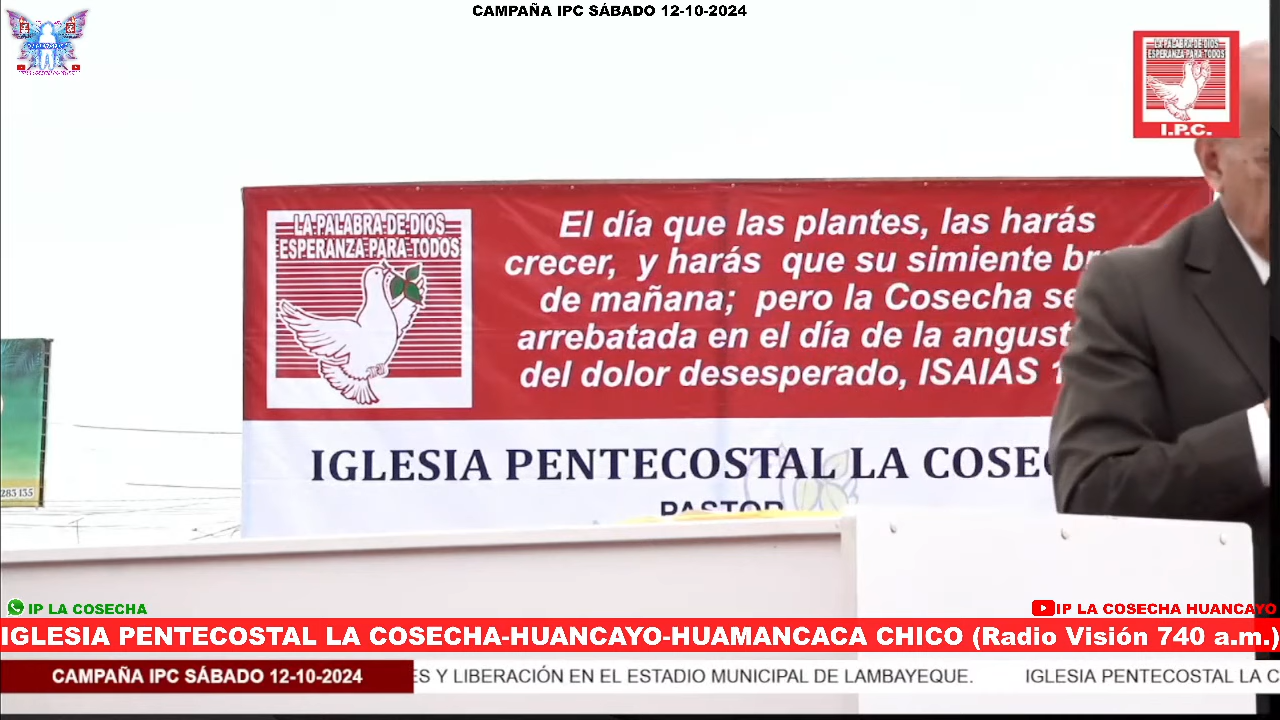 CAMPAÑA IPC SÁBADO 12-10-2024
LA PALABRA DE DIOS
ESPERANZA PARA TODOS
I.P.C.
LA PALABRA DE DIOS
ESPERANZA PARA TODOS
El día que las plantes, las harás
crecer, y harás que su simiente
de mañana; pero la Cosecha
arrebatada en el día de la
del dolor desesperado, ISAIAS
IGLESIA PENTECOSTAL LA
PASTOR
283 135
IP LA COSECHA
IP LA COSECHA HUANCAYO
IGLESIA PENTECOSTAL LA COSECHA-HUANCAYO-HUAMANCACA CHICO (Radio Visión 740 a.m.)
CAMPAÑA IPC SÁBADO 12-10-2024
Y LIBERACIÓN EN EL ESTADIO MUNICIPAL DE LAMBAYEQUE. IGLESIA PENTECOSTAL LA